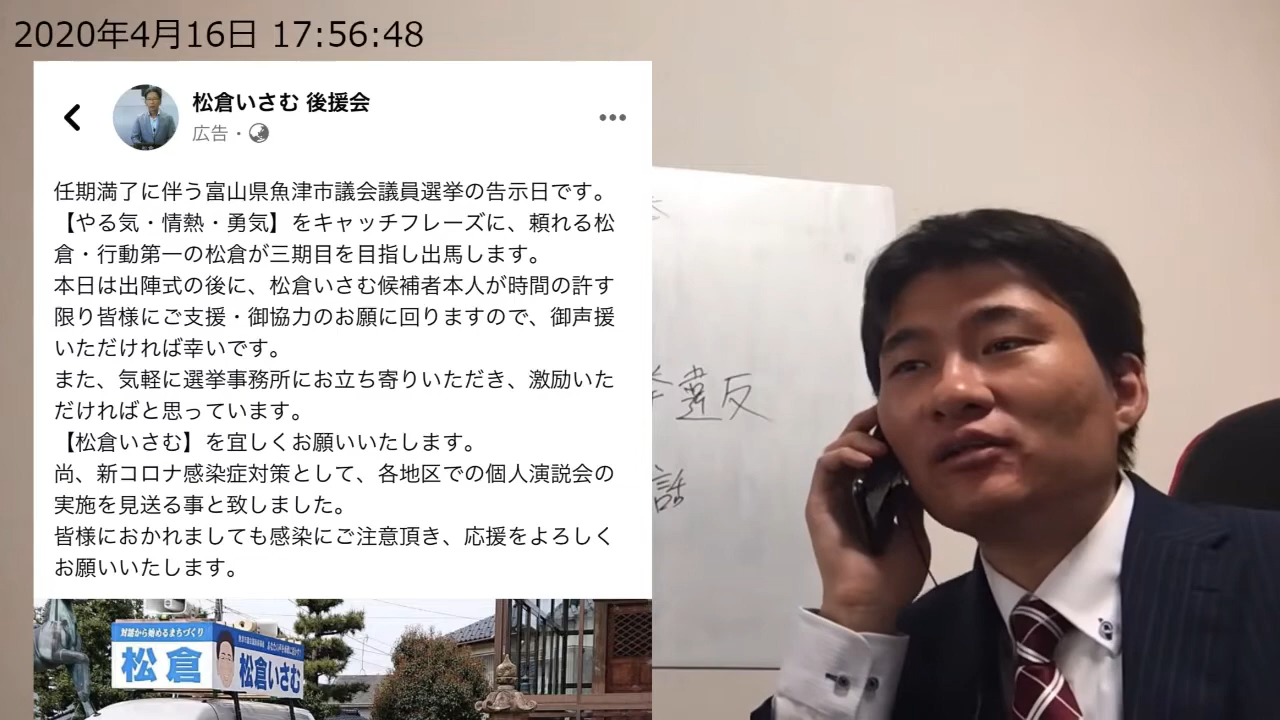 2020年4月16日 17:56:48
松倉いさむ 後援会
広告・
任期満了に伴う富山県魚津市議会議員選挙の告示日です。
【やる気・情熱・勇気】をキャッチフレーズに、頼れる松
倉・行動第一の松倉が三期目を目指し出馬します。
本日は出陣式の後に、松倉いさむ候補者本人が時間の許す
限り皆様にご支援・御協力のお願に回りますので、御声援
いただければ幸いです。
また、気軽に選挙事務所にお立ち寄りいただき、激励いた
だければと思っています。
【松倉いさむ】を宜しくお願いいたします。
尚、新コロナ感染症対策として、各地区での個人演説会の
実施を見送る事と致しました。
皆様におかれましても感染にご注意頂き、応援をよろしく
お願いいたします。
対話から始めるまちづくり
松倉
松倉いさむ
違反
話